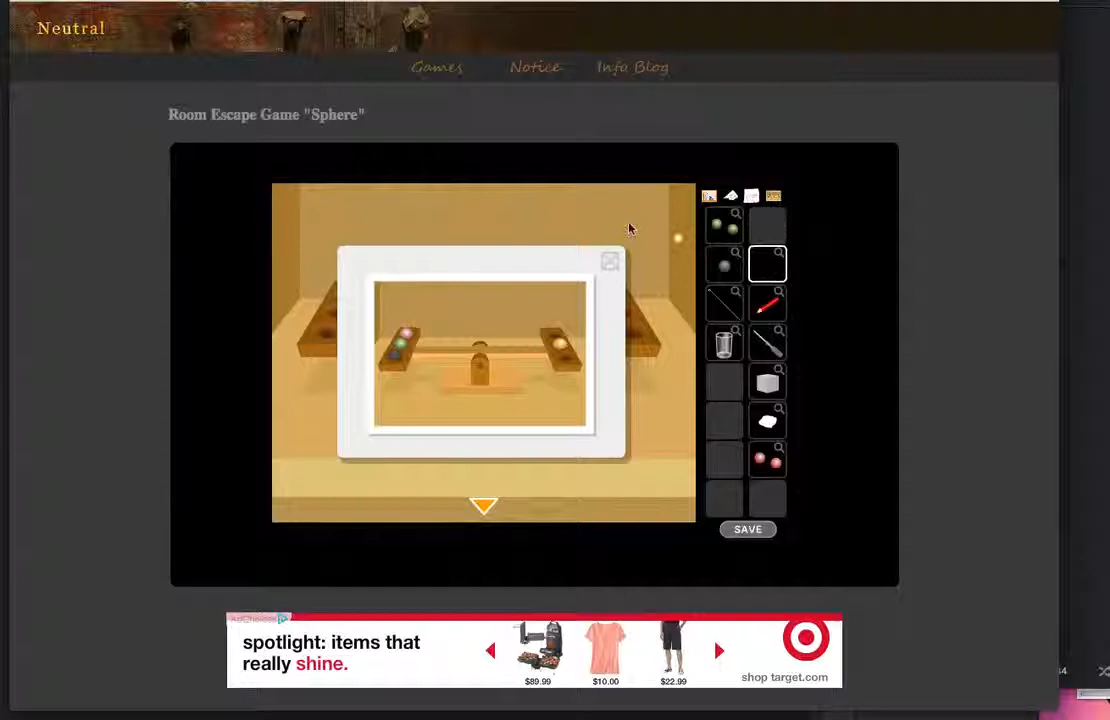 Neutral
Games Notice Info Blog
Room Escape Game "Sphere"
SAVE
AdChoices
spotlight: items that
really shine.
$89.99 $10.00 $22.99
shop target.com